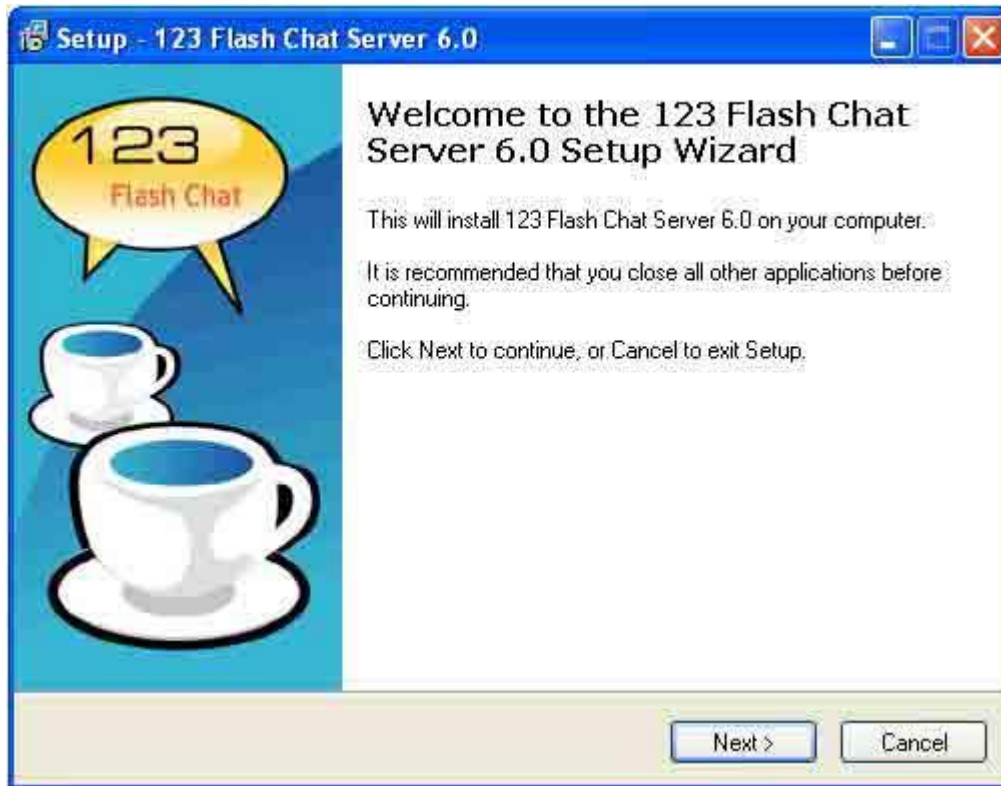 Setup - 123 Flash Chat Server 6.0
123
Flash Chat
Welcome to the 123 Flash Chat
Server 6.0 Setup Wizard
This will install 123 Flash Chat Server 6.0 on your computer.
It is recommended that you close all other applications before
continuing.
Click Next to continue, or Cancel to exit Setup.
Next >
Cancel